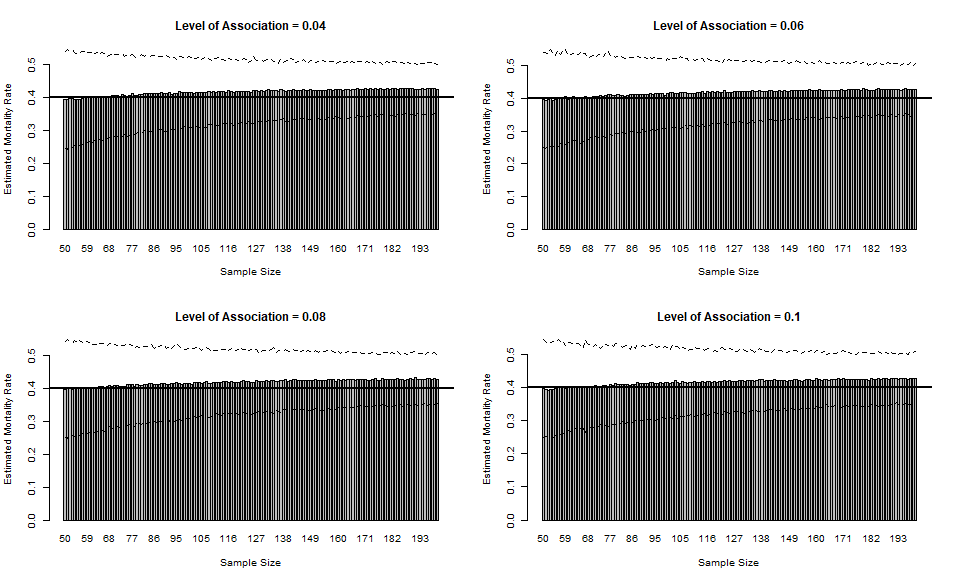 Level of Association = 0.04
Estimated Mortality Rate
0.0 0.1 0.2 0.3 0.4 0.5
50 59 68 77 86 95 105 116 127 138 149 160 171 182 193
Sample Size
Level of Association = 0.06
Estimated Mortality Rate
0.0 0.1 0.2 0.3 0.4 0.5
50 59 68 77 86 95 105 116 127 138 149 160 171 182 193
Sample Size
Level of Association = 0.08
Estimated Mortality Rate
0.0 0.1 0.2 0.3 0.4 0.5
50 59 68 77 86 95 105 116 127 138 149 160 171 182 193
Sample Size
Level of Association = 0.1
Estimated Mortality Rate
0.0 0.1 0.2 0.3 0.4 0.5
50 59 68 77 86 95 105 116 127 138 149 160 171 182 193
Sample Size